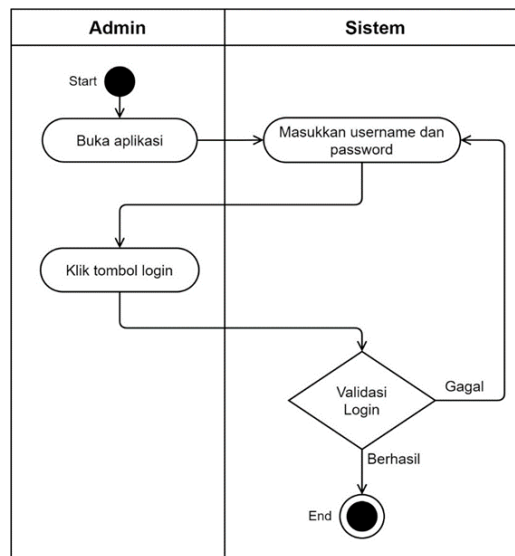 Admin
Sistem
Start
Buka aplikasi
Masukkan username dan
password
Klik tombol login
Validasi
Login
Gagal
Berhasil
End